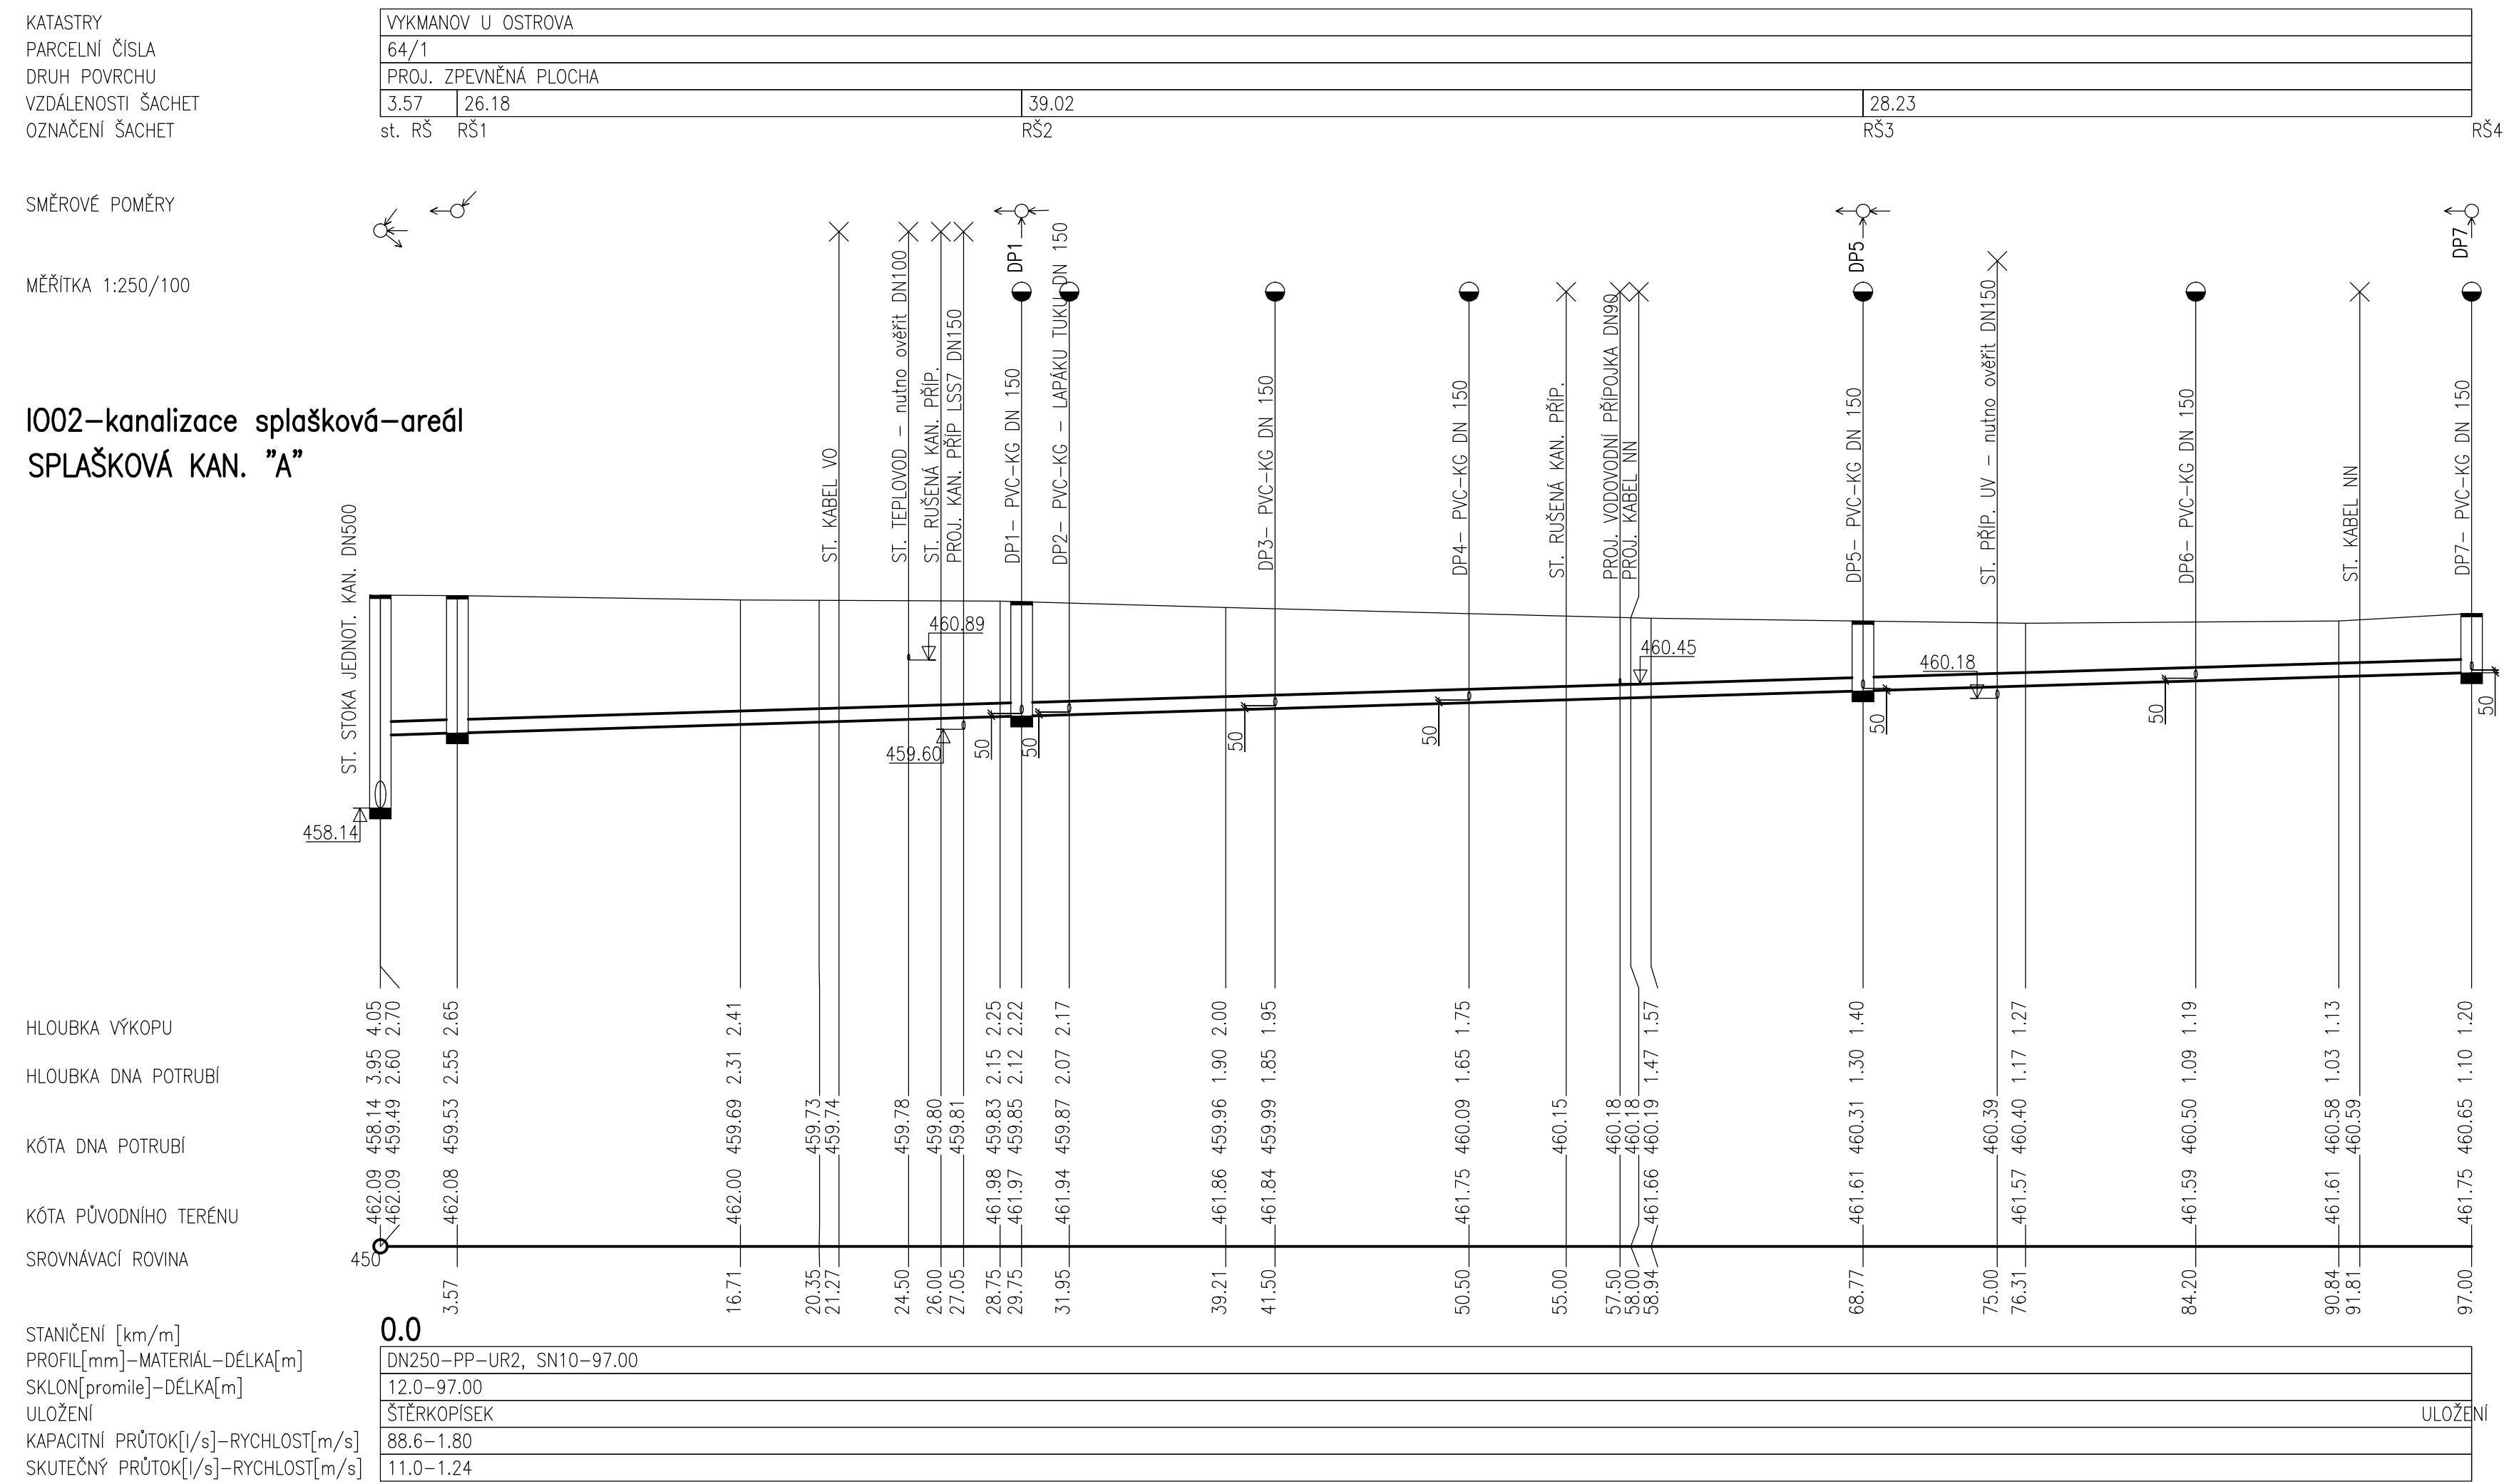 KATASTRY VYKMANOV U OSTROVA
PARCELNÍ ČÍSLA 64/1
DRUH POVRCHU PROJ. ZPEVNĚNÁ PLOCHA
VZDÁLENOSTI ŠACHET 3.57 26.18 39.02 28.23
OZNAČENÍ ŠACHET st. RŠ RŠ1 RŠ2 RŠ3 RŠ4
SMĚROVÉ POMĚRY
DP1 DP5 DP7
MĚŘÍTKA 1:250/100
IO02-kanalizace splašková-areál
SPLAŠKOVÁ KAN. "A"
ST. STOKA JEDNOT. KAN. DN500
ST. KABEL VO
ST. TEPLOVOD - nutno ověřit DN100
ST. RUŠENÁ KAN. PŘÍP.
PROJ. KAN. PŘÍP LSS7 DN150
DP1- PVC-KG DN 150
DP2- PVC-KG - LAPÁKU TUKU DN 150
DP3- PVC-KG DN 150
DP4- PVC-KG DN 150
ST. RUŠENÁ KAN. PŘÍP.
PROJ. VODOVODNÍ PŘÍPOJKA DN90
PROJ. KABEL NN
DP5- PVC-KG DN 150
ST. PŘÍP. UV - nutno ověřit DN150
DP6- PVC-KG DN 150
ST. KABEL NN
DP7- PVC-KG DN 150
458.14
460.89
459.60
460.45
460.18
50
50
50
50
50
50
50
HLOUBKA VÝKOPU 4.05 2.70 2.65 2.41 2.25 2.22 2.17 2.00 1.95 1.75 1.57 1.40 1.27 1.19 1.13 1.20
HLOUBKA DNA POTRUBÍ 3.95 2.60 2.55 2.31 2.15 2.12 2.07 1.90 1.85 1.65 1.47 1.30 1.17 1.09 1.03 1.10
KÓTA DNA POTRUBÍ 458.14 459.49 459.53 459.69 459.73 459.74 459.78 459.80 459.81 459.83 459.85 459.87 459.96 459.99 460.09 460.15 460.18 460.18 460.19 460.31 460.39 460.40 460.50 460.58 460.59 460.65
KÓTA PŮVODNÍHO TERÉNU 462.09 462.09 462.08 462.00 461.98 461.97 461.94 461.86 461.84 461.75 461.66 461.61 461.57 461.59 461.61 461.75
SROVNÁVACÍ ROVINA 450
3.57 16.71 20.35 21.27 24.50 26.00 27.05 28.75 29.75 31.95 39.21 41.50 50.50 55.00 57.50 58.00 58.94 68.77 75.00 76.31 84.20 90.84 91.81 97.00
STANIČENÍ [km/m] 0.0
PROFIL[mm]-MATERIÁL-DÉLKA[m] DN250-PP-UR2, SN10-97.00
SKLON[promile]-DÉLKA[m] 12.0-97.00
ULOŽENÍ ŠTĚRKOPÍSEK ULOŽENÍ
KAPACITNÍ PRŮTOK[l/s]-RYCHLOST[m/s] 88.6-1.80
SKUTEČNÝ PRŮTOK[l/s]-RYCHLOST[m/s] 11.0-1.24